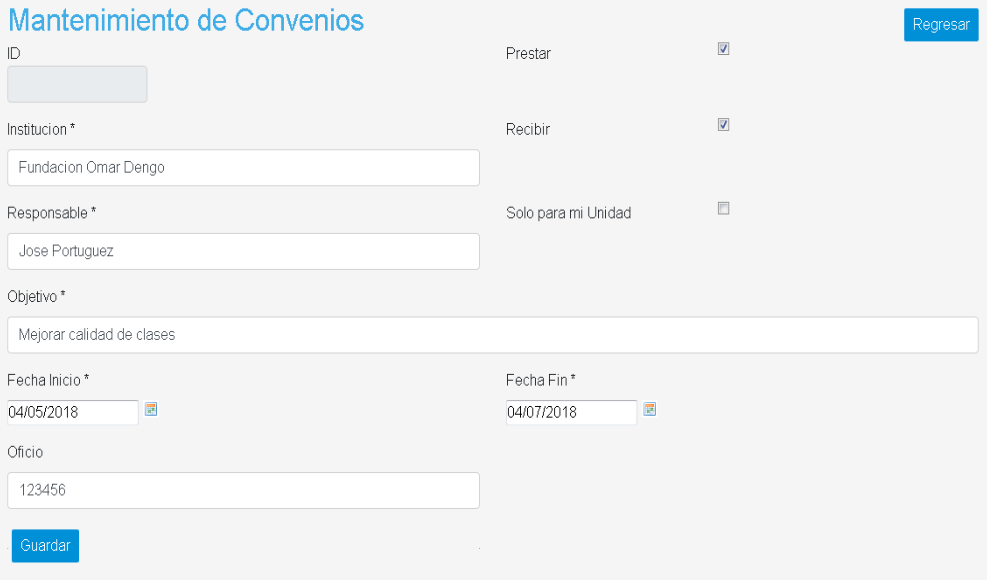 Mantenimiento de Convenios
Regresar
ID
Prestar
Institucion *
Recibir
Fundacion Omar Dengo
Responsable *
Solo para mi Unidad
Jose Portuguez
Objetivo *
Mejorar calidad de clases
Fecha Inicio *
Fecha Fin *
04/05/2018
04/07/2018
Oficio
123456
Guardar